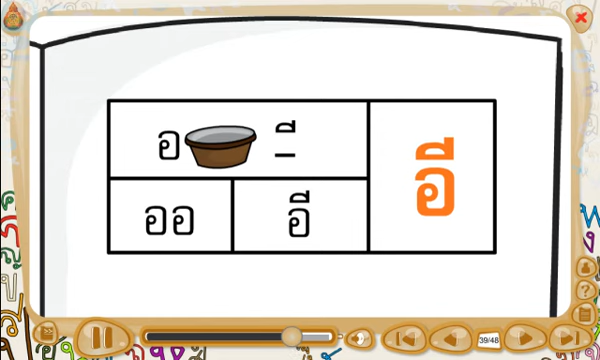 อ -ี
ออ อี
อี
39/48
?